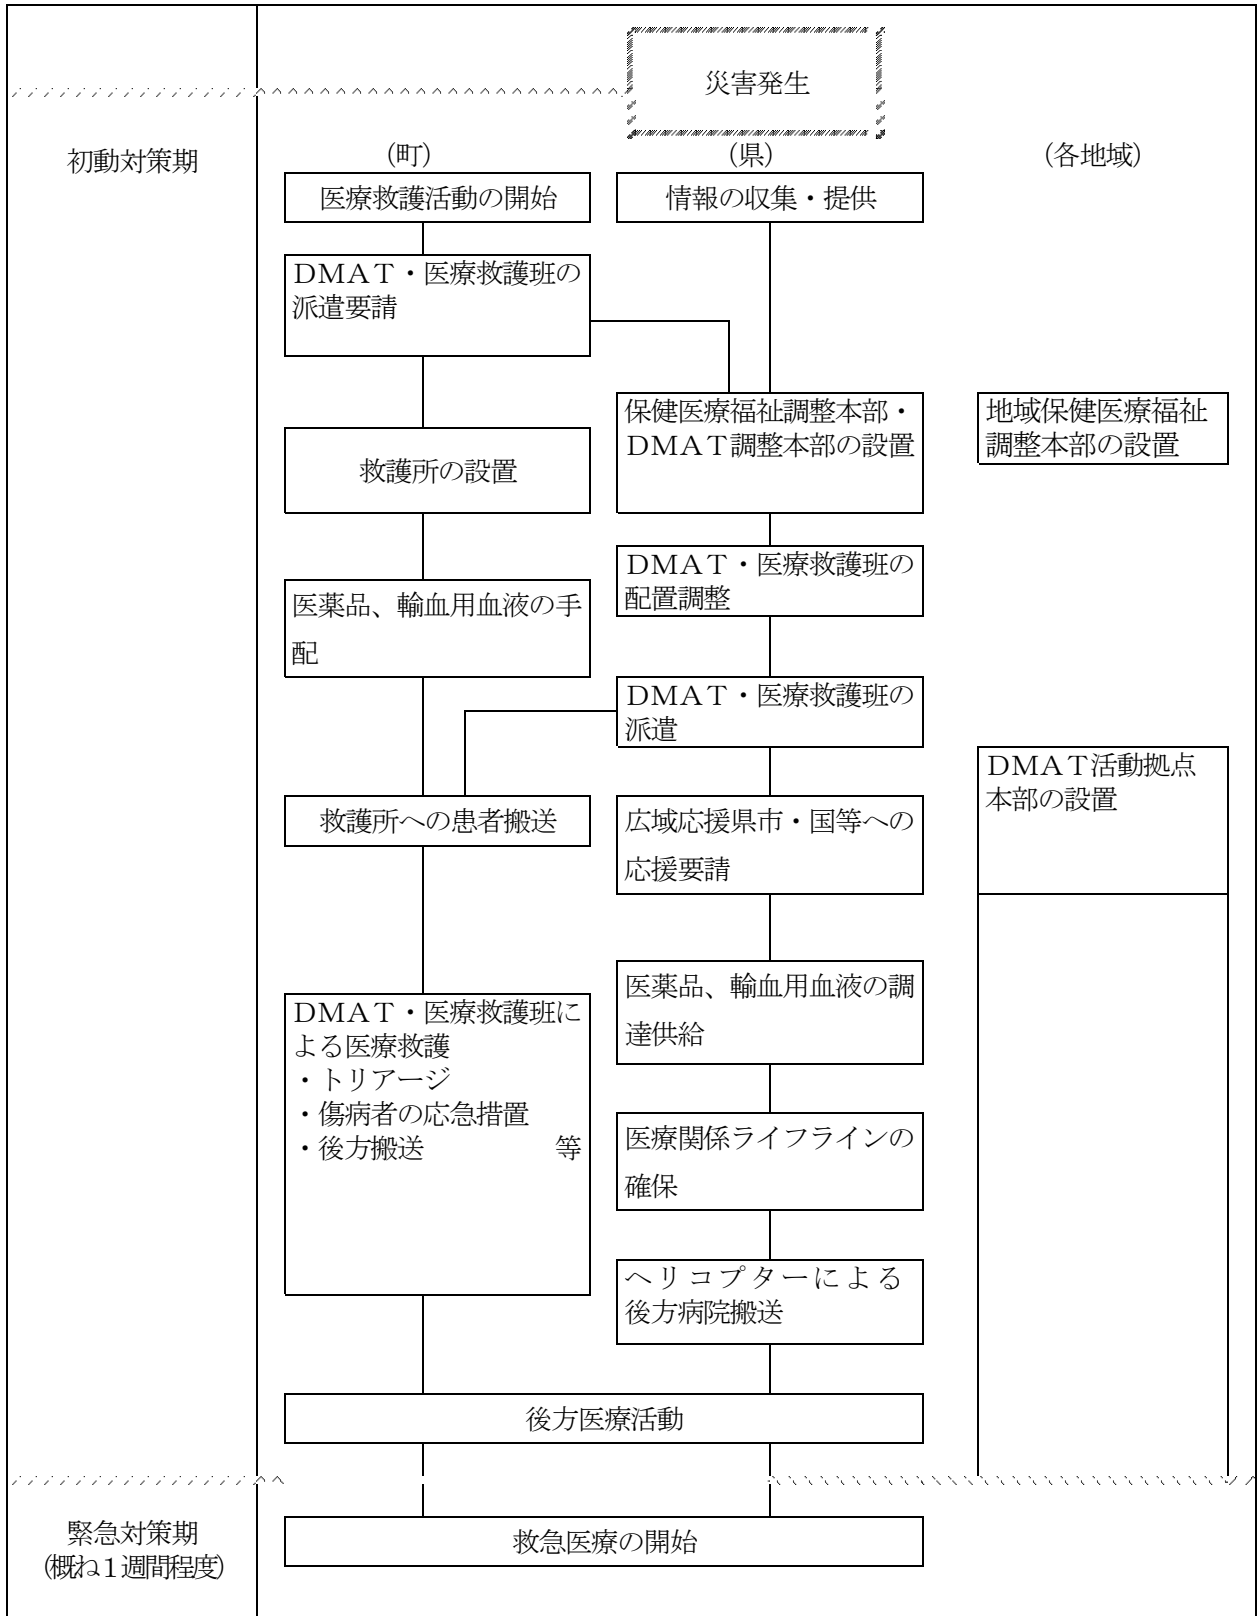 災害発生
初動対策期
(町)
(県)
(各地域)
医療救護活動の開始
情報の収集・提供
ＤＭＡＴ・医療救護班の
派遣要請
保健医療福祉調整本部・
ＤＭＡＴ調整本部の設置
地域保健医療福祉
調整本部の設置
救護所の設置
ＤＭＡＴ・医療救護班の
配置調整
医薬品、輸血用血液の手
配
ＤＭＡＴ・医療救護班の
派遣
ＤＭＡＴ活動拠点
本部の設置
救護所への患者搬送
広域応援県市・国等への
応援要請
医薬品、輸血用血液の調
達供給
ＤＭＡＴ・医療救護班に
よる医療救護
・トリアージ
・傷病者の応急措置
・後方搬送　　　　　等
医療関係ライフラインの
確保
ヘリコプターによる
後方病院搬送
後方医療活動
緊急対策期
(概ね１週間程度)
救急医療の開始